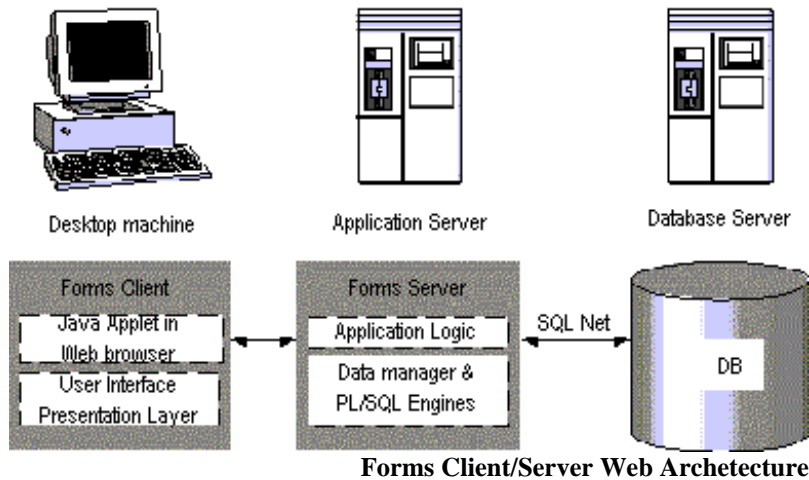 Desktop machine
Application Server
Database Server
Forms Client
Java Applet in
Web browser
User Interface
Presentation Layer
Forms Server
Application Logic
Data manager &
PL/SQL Engines
SQL Net
DB
Forms Client/Server Web Archetecture